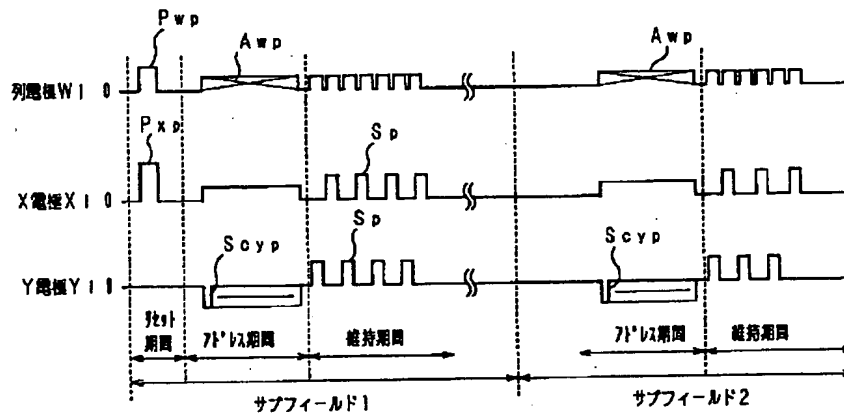 Pwp
Awp
Awp
列電極Wi 0
Pxp
Sp
X電極Xi 0
Scyp
Sp
Scyp
Y電極Yi 0
リセット
期間
アドレス期間
維持期間
アドレス期間
維持期間
サブフィールド1
サブフィールド2